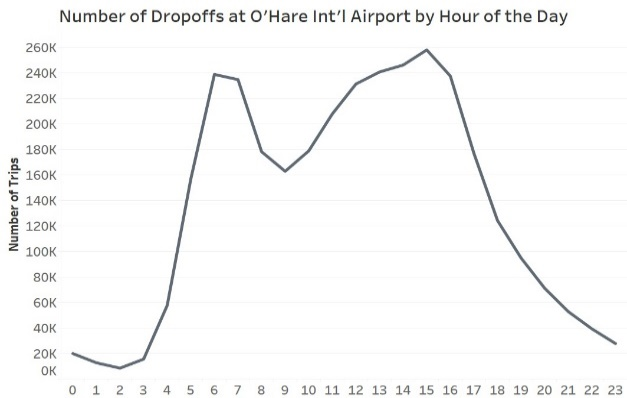 Number of Dropoffs at O'Hare Int'l Airport by Hour of the Day
Number of Trips
260K
240K
220K
200K
180K
160K
140K
120K
100K
80K
60K
40K
20K
0K
0 1 2 3 4 5 6 7 8 9 10 11 12 13 14 15 16 17 18 19 20 21 22 23